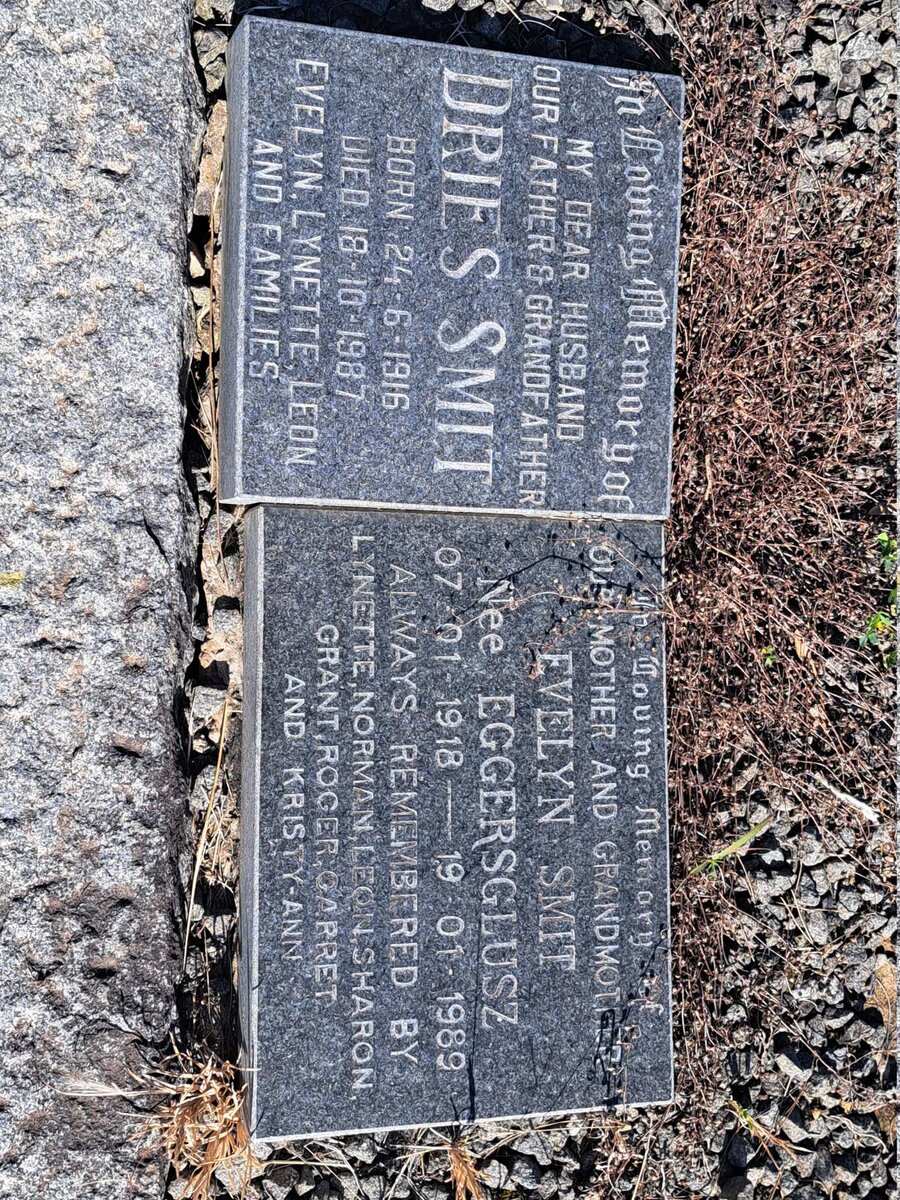 In Loving Memory of
MY DEAR HUSBAND
OUR FATHER & GRANDFATHER
DRIES SMIT
BORN 24-6-1916
DIED 18-10-1987
EVELYN, LYNETTE, LEON
AND FAMILIES
In Loving Memory of
OUR MOTHER AND GRANDMOTHER
EVELYN SMIT
Nee EGGERSGLUSZ
07·01·1918 — 19·01·1989
ALWAYS REMEMBERED BY
LYNETTE, NORMAN, LEON, SHARON,
GRANT, ROGER, GARRET
AND KRISTY-ANN